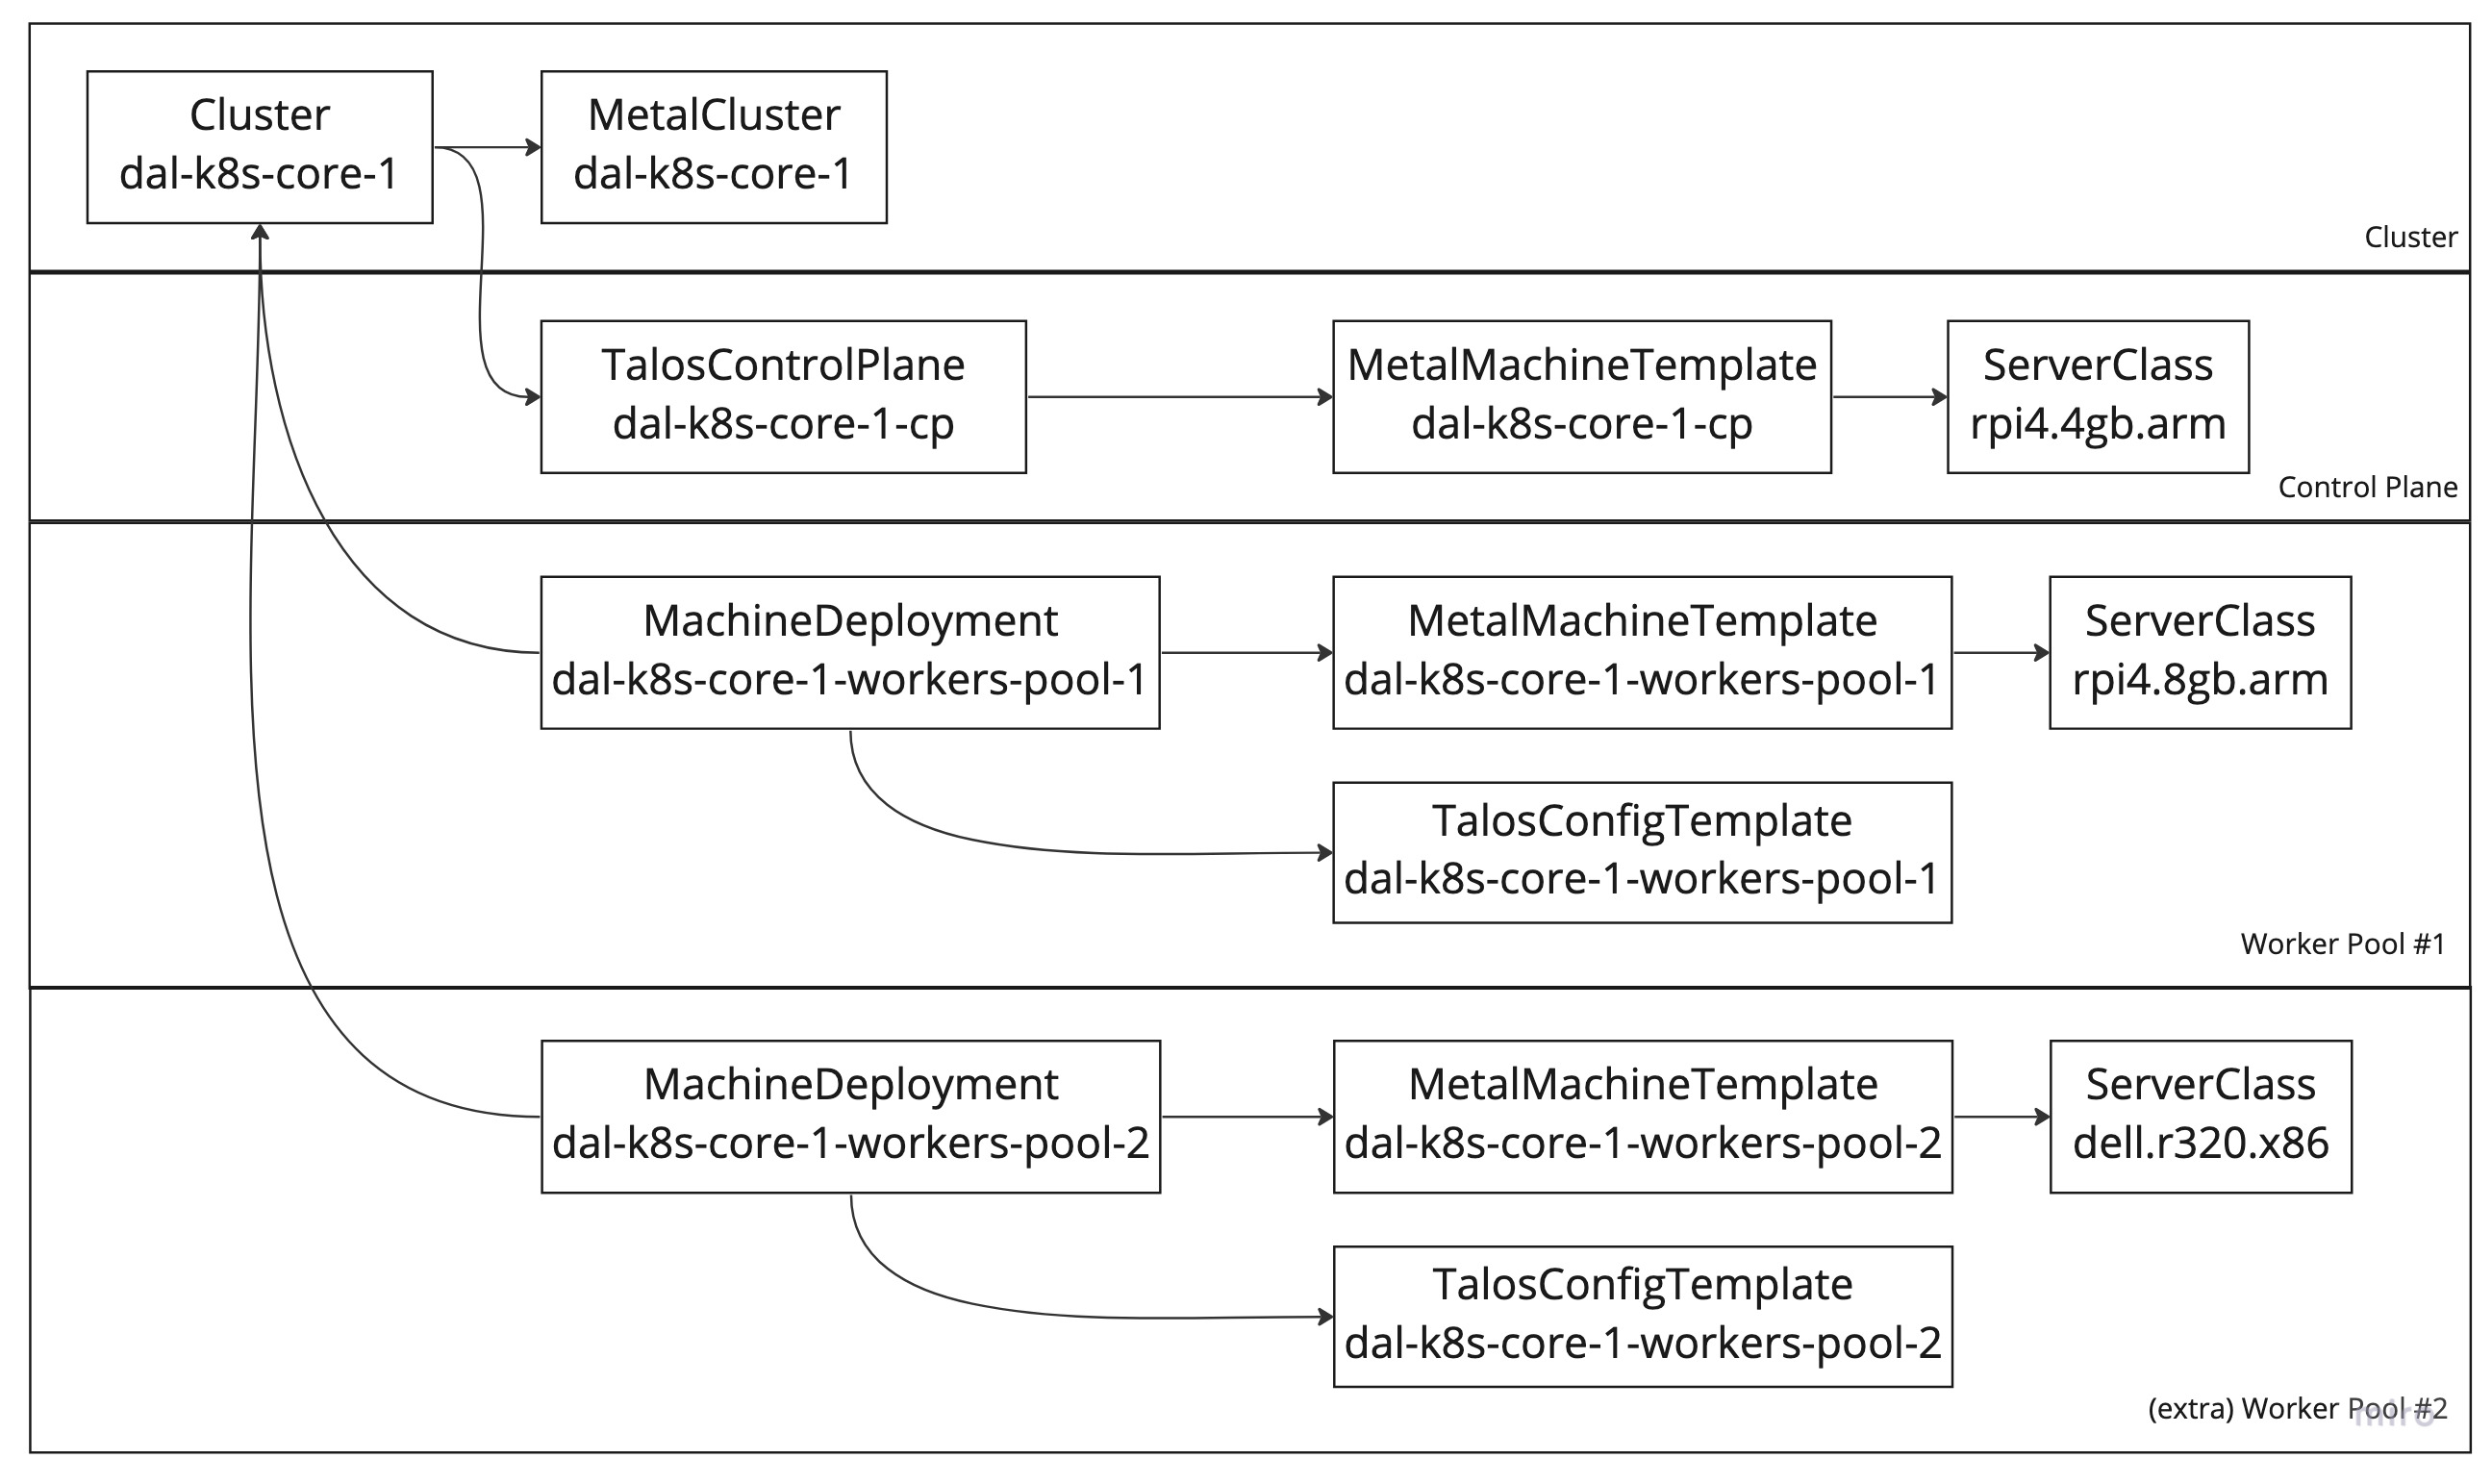 Cluster
dal-k8s-core-1
MetalCluster
dal-k8s-core-1
Cluster
TalosControlPlane
dal-k8s-core-1-cp
MetalMachineTemplate
dal-k8s-core-1-cp
ServerClass
rpi4.4gb.arm
Control Plane
MachineDeployment
dal-k8s-core-1-workers-pool-1
MetalMachineTemplate
dal-k8s-core-1-workers-pool-1
ServerClass
rpi4.8gb.arm
TalosConfigTemplate
dal-k8s-core-1-workers-pool-1
Worker Pool #1
MachineDeployment
dal-k8s-core-1-workers-pool-2
MetalMachineTemplate
dal-k8s-core-1-workers-pool-2
ServerClass
dell.r320.x86
TalosConfigTemplate
dal-k8s-core-1-workers-pool-2
(extra) Worker Pool #2
miro